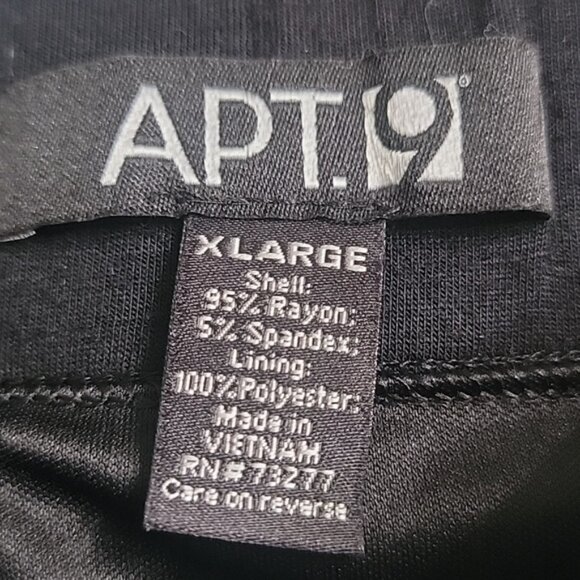 APT.9®
XLARGE
Shell:
95% Rayon;
5% Spandex;
Lining:
100%Polyester;
Made in
VIETNAM
RN# 73277
Care on reverse